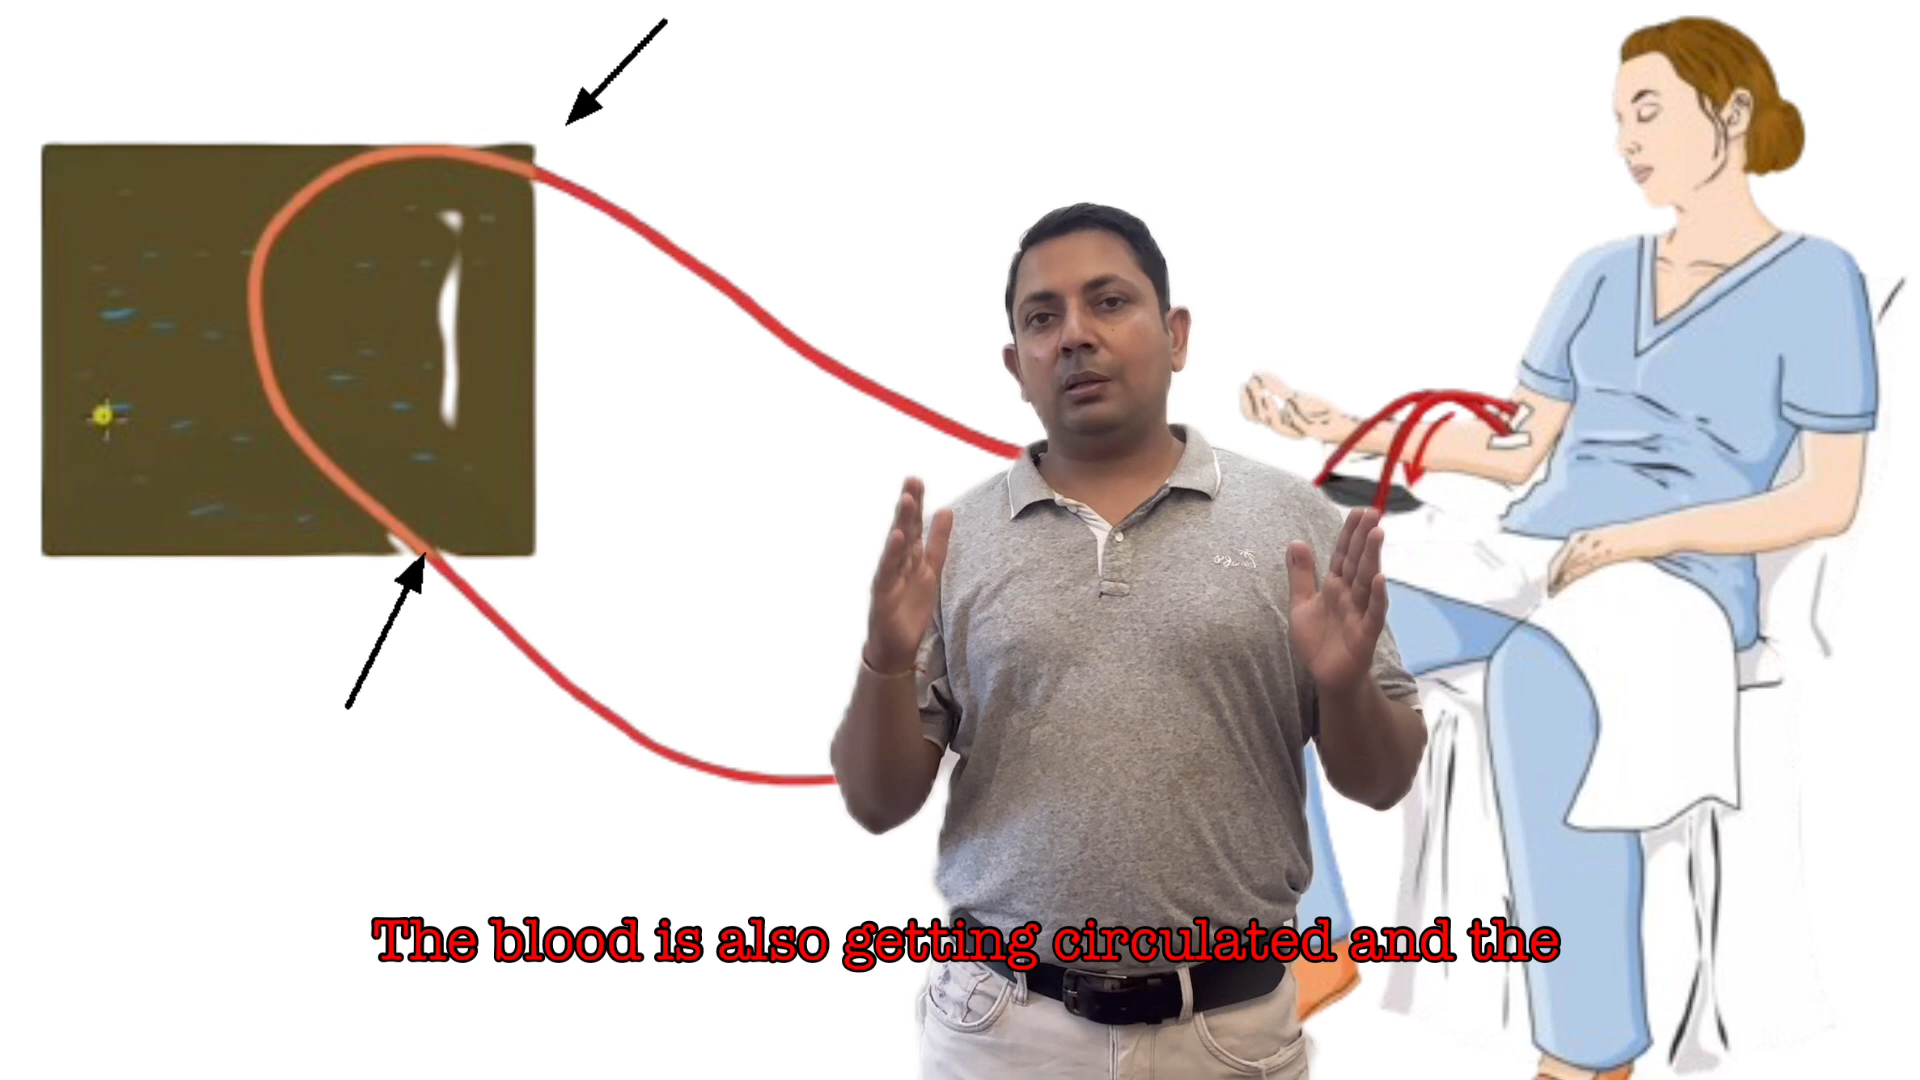 The blood is also getting circulated and the